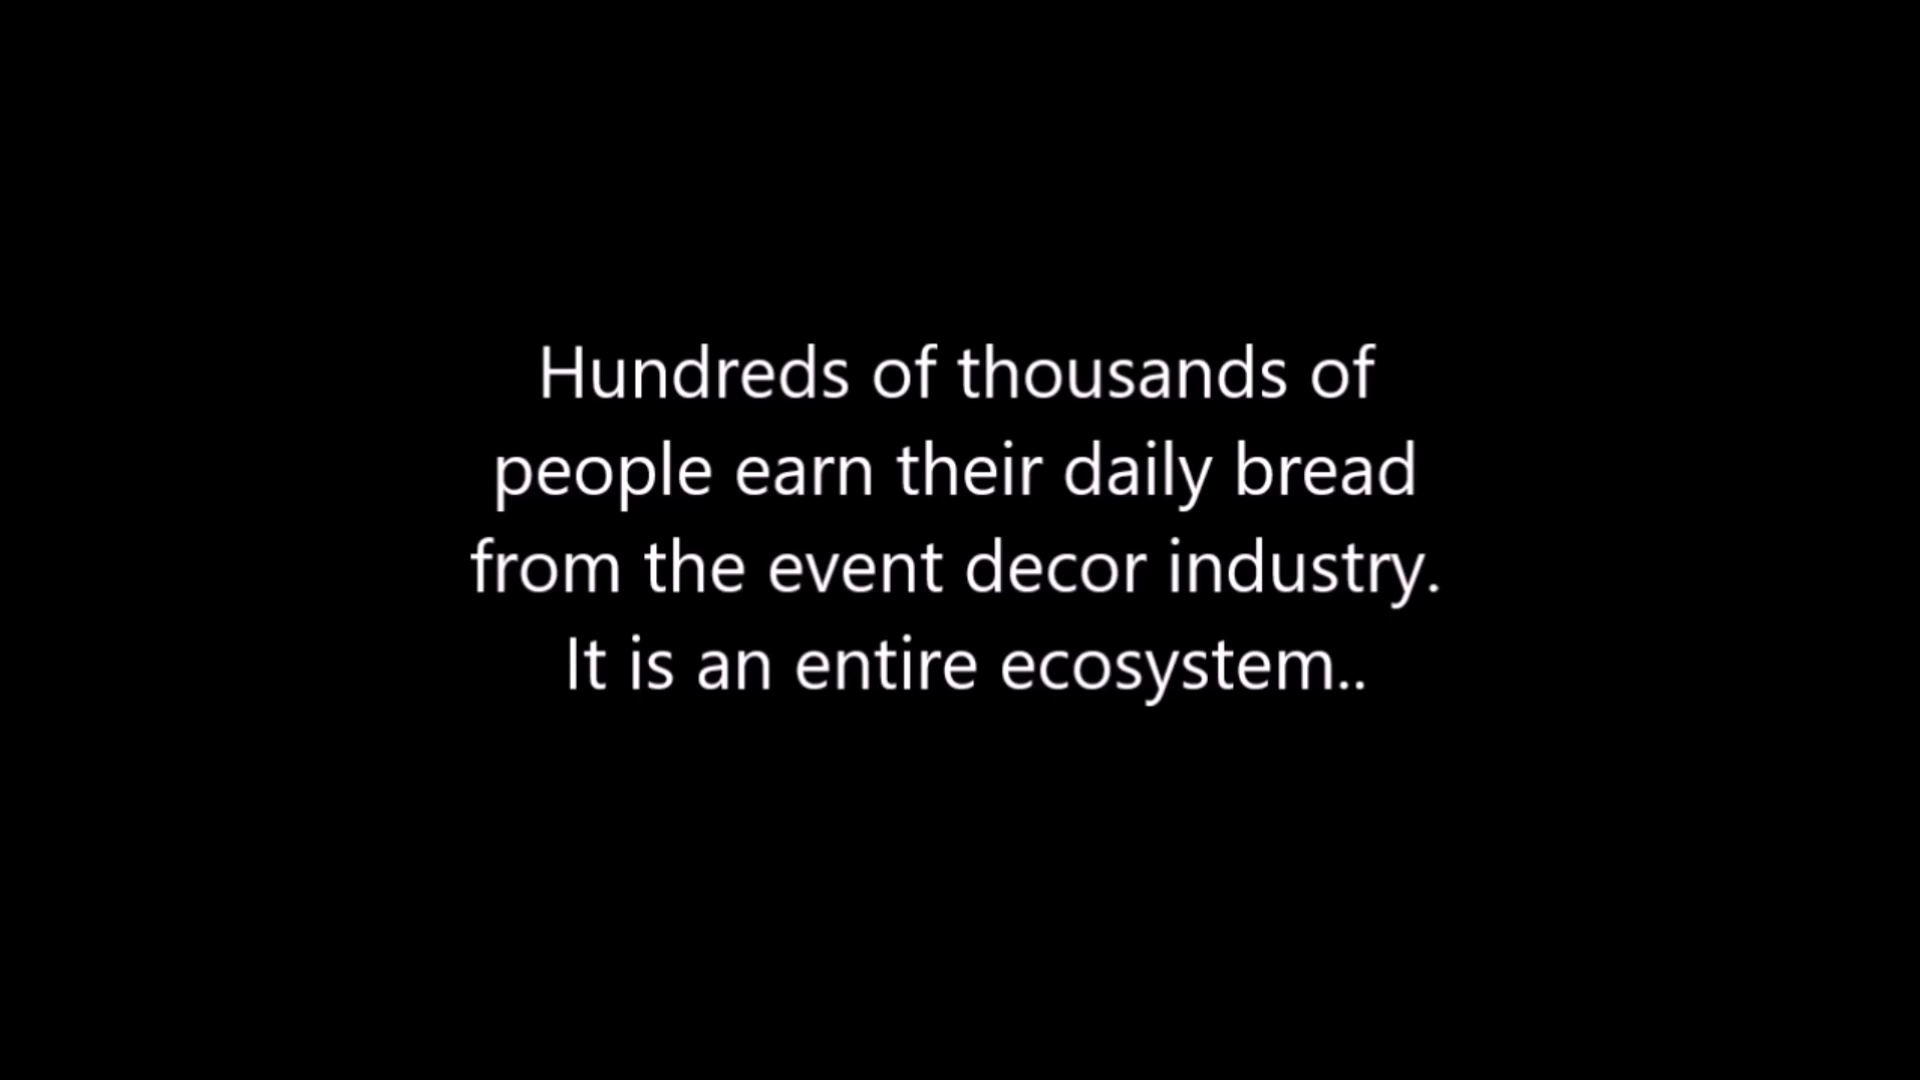 Hundreds of thousands of
people earn their daily bread
from the event decor industry.
It is an entire ecosystem..